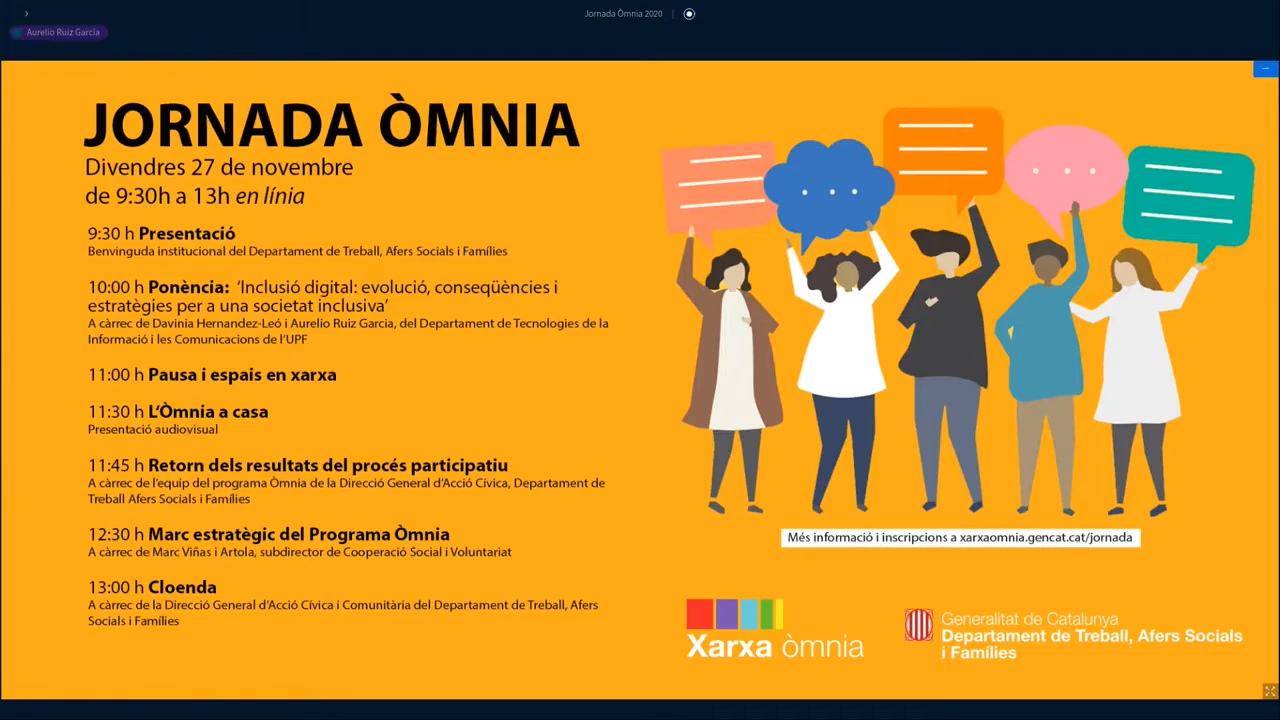 Jornada Òmnia 2020
Aurelio Ruiz Garcia
JORNADA ÒMNIA
Divendres 27 de novembre
de 9:30h a 13h en línia
9:30 h Presentació
Benvinguda institucional del Departament de Treball, Afers Socials i Famílies
10:00 h Ponència: ‘Inclusió digital: evolució, conseqüències i
estratègies per a una societat inclusiva’
A càrrec de Davinia Hernandez-Leó i Aurelio Ruiz Garcia, del Departament de Tecnologies de la
Informació i les Comunicacions de l’UPF
11:00 h Pausa i espais en xarxa
11:30 h L’Òmnia a casa
Presentació audiovisual
11:45 h Retorn dels resultats del procés participatiu
A càrrec de l’equip del programa Òmnia de la Direcció General d’Acció Cívica, Departament de
Treball Afers Socials i Famílies
12:30 h Marc estratègic del Programa Òmnia
A càrrec de Marc Viñas i Artola, subdirector de Cooperació Social i Voluntariat
13:00 h Cloenda
A càrrec de la Direcció General d’Acció Cívica i Comunitària del Departament de Treball, Afers
Socials i Famílies
Més informació i inscripcions a xarxaomnia.gencat.cat/jornada
Xarxa òmnia
Generalitat de Catalunya
Departament de Treball, Afers Socials
i Famílies